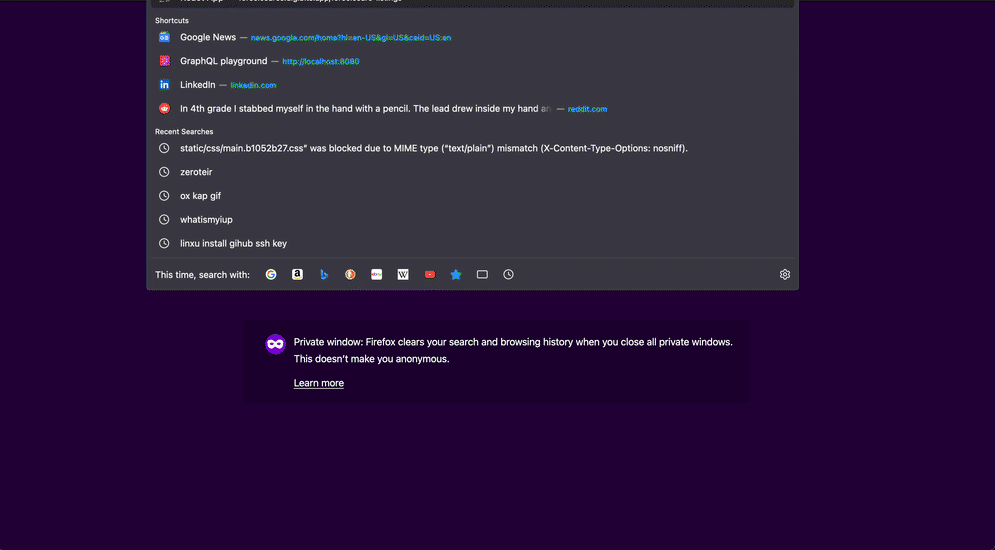 Shortcuts
Google News — news.google.com/home?hl=en-US&gl=US&ceid=US:en
GraphQL playground — http://localhost:8080
LinkedIn — linkedin.com
In 4th grade I stabbed myself in the hand with a pencil. The lead drew inside my hand — reddit.com
Recent Searches
static/css/main.b1052b27.css" was blocked due to MIME type ("text/plain") mismatch (X-Content-Type-Options: nosniff).
zeroteir
ox kap gif
whatismyiup
linxu install gihub ssh key
This time, search with:
Private window: Firefox clears your search and browsing history when you close all private windows.
This doesn't make you anonymous.
Learn more